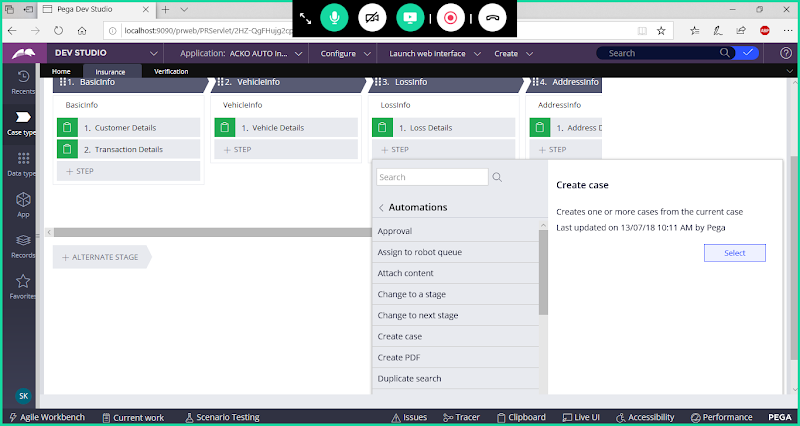 Pega Dev Studio
https://localhost:9090/prweb/PRServlet/2HZ-QgFHujg2cp
DEV STUDIO
Application: ACKO AUTO In...
Configure
Launch web interface
Create
Search
Home
Insurance
Verification
Recents
Case type
Data types
App
Records
Favorites
SK
1. BasicInfo
2. VehicleInfo
3. LossInfo
4. AddressInfo
BasicInfo
VehicleInfo
LossInfo
AddressInfo
1. Customer Details
1. Vehicle Details
1. Loss Details
1. Address D
2. Transaction Details
+ STEP
+ STEP
+ STEP
+ STEP
+ ALTERNATE STAGE
Search
Automations
Approval
Assign to robot queue
Attach content
Change to a stage
Change to next stage
Create case
Create PDF
Duplicate search
Create case
Creates one or more cases from the current case
Last updated on 13/07/18 10:11 AM by Pega
Select
Agile Workbench
Current work
Scenario Testing
Issues
Tracer
Clipboard
Live UI
Accessibility
Performance
PEGA